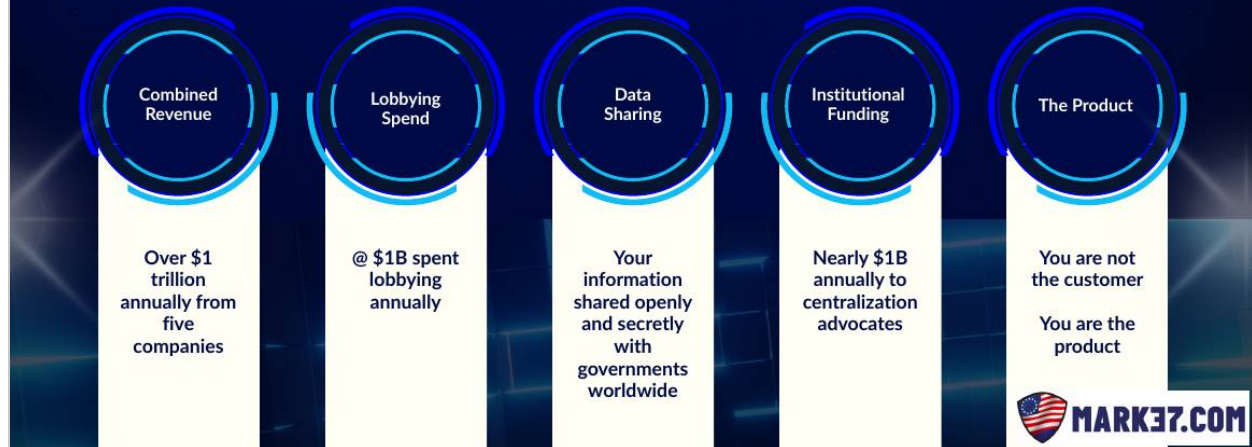 Combined
Revenue
Over $1
trillion
annually from
five
companies
Lobbying
Spend
@ $1B spent
lobbying
annually
Data
Sharing
Your
information
shared openly
and secretly
with
governments
worldwide
Institutional
Funding
Nearly $1B
annually to
centralization
advocates
The Product
You are not
the customer
You are the
product
MARK37.COM